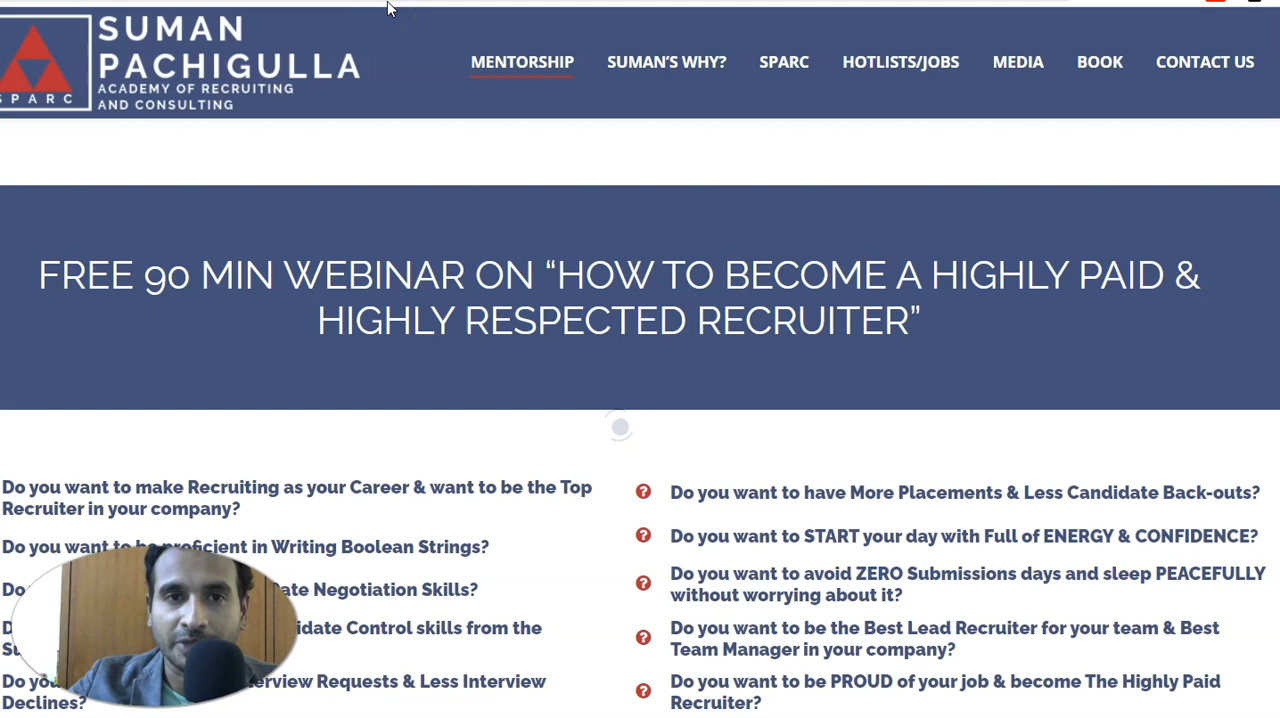 SUMAN
PACHIGULLA
ACADEMY OF RECRUITING
AND CONSULTING
SPARC
MENTORSHIP
SUMAN'S WHY?
SPARC
HOTLISTS/JOBS
MEDIA
BOOK
CONTACT US
FREE 90 MIN WEBINAR ON “HOW TO BECOME A HIGHLY PAID &
HIGHLY RESPECTED RECRUITER”
Do you want to make Recruiting as your Career & want to be the Top
Recruiter in your company?
Do you want to be proficient in Writing Boolean Strings?
Negotiation Skills?
Control skills from the
Requests & Less Interview
Declines?
Do you want to have More Placements & Less Candidate Back-outs?
Do you want to START your day with Full of ENERGY & CONFIDENCE?
Do you want to avoid ZERO Submissions days and sleep PEACEFULLY
without worrying about it?
Do you want to be the Best Lead Recruiter for your team & Best
Team Manager in your company?
Do you want to be PROUD of your job & become The Highly Paid
Recruiter?